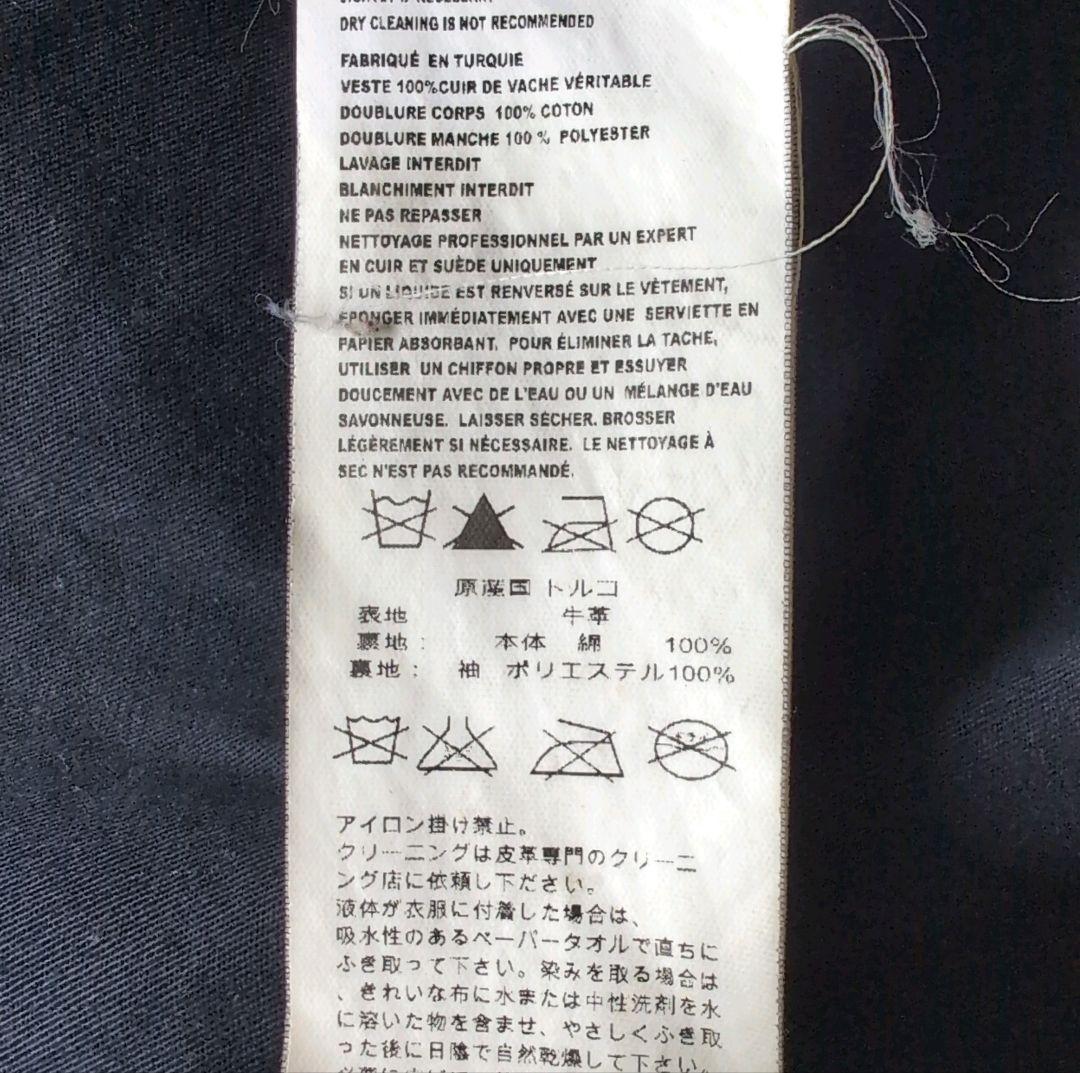 DRY CLEANING IS NOT RECOMMENDED
FABRIQUÉ EN TURQUIE
VESTE 100%CUIR DE VACHE VÉRITABLE
DOUBLURE CORPS 100% COTON
DOUBLURE MANCHE 100 % POLYESTER
LAVAGE INTERDIT
BLANCHIMENT INTERDIT
NE PAS REPASSER
NETTOYAGE PROFESSIONNEL PAR UN EXPERT
EN CUIR ET SUÈDE UNIQUEMENT
SI UN LIQUIDE EST RENVERSÉ SUR LE VÊTEMENT,
EPONGER IMMÉDIATEMENT AVEC UNE SERVIETTE EN
PAPIER ABSORBANT. POUR ÉLIMINER LA TACHE,
UTILISER UN CHIFFON PROPRE ET ESSUYER
DOUCEMENT AVEC DE L'EAU OU UN MÉLANGE D'EAU
SAVONNEUSE. LAISSER SÉCHER. BROSSER
LÉGÈREMENT SI NÉCESSAIRE. LE NETTOYAGE À
SEC N'EST PAS RECOMMANDÉ.
原産国 トルコ
表地 牛革
裏地: 本体 綿 100%
裏地: 袖 ポリエステル100%
アイロン掛け禁止。
クリーニングは皮革専門のクリーニ
ング店に依頼し下ださい。
液体が衣服に付着した場合は、
吸水性のあるペーパータオルで直ちに
ふき取って下さい。染みを取る場合は
、きれいな布に水または中性洗剤を水
に溶いた物を含ませ、やさしくふき取
った後に日陰で自然乾燥して下さい。